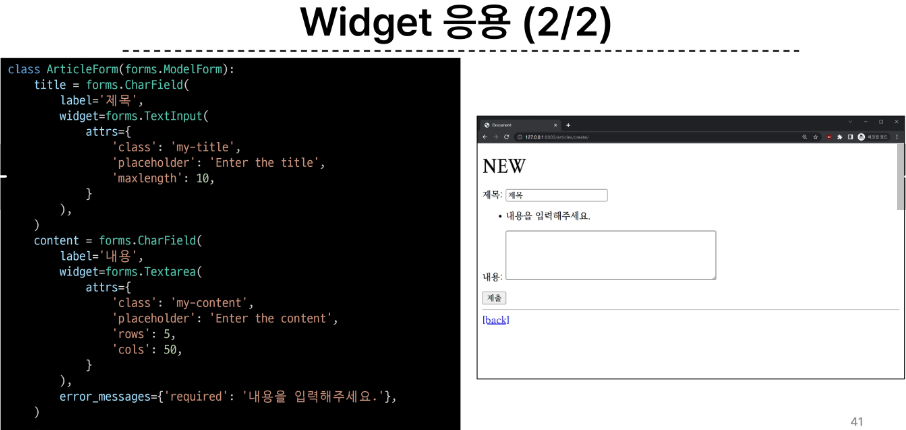 Widget 응용 (2/2)
class ArticleForm(forms.ModelForm):
    title = forms.CharField(
        label='제목',
        widget=forms.TextInput(
            attrs={
                'class': 'my-title',
                'placeholder': 'Enter the title',
                'maxlength': 10,
            }
        ),
    )
    content = forms.CharField(
        label='내용',
        widget=forms.Textarea(
            attrs={
                'class': 'my-content',
                'placeholder': 'Enter the content',
                'rows': 5,
                'cols': 50,
            }
        ),
        error_messages={'required': '내용을 입력해주세요.'},
    )
Document
127.0.0.1:8000/articles/create/
NEW
제목: 제목
• 내용을 입력해주세요.
내용:
제출
[back]
41